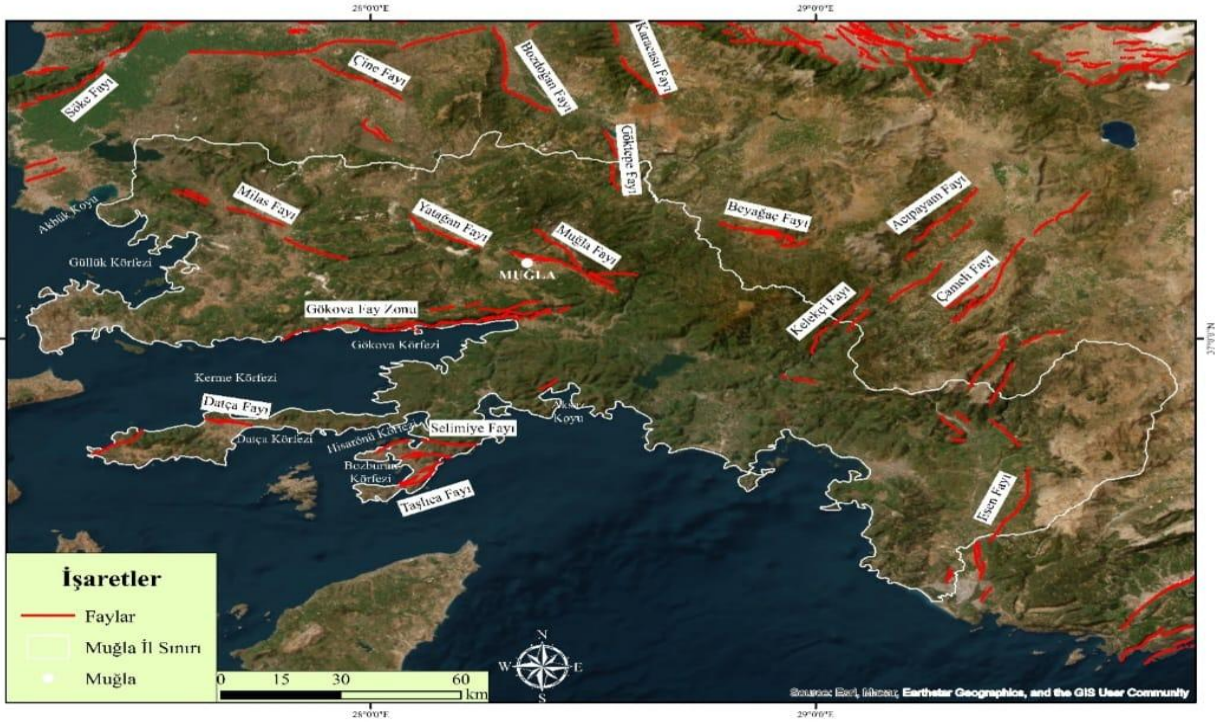 28°0'0"E
29°0'0"E
Söke Fayı
Çine Fayı
Bozdoğan Fayı
Karacasu Fayı
Göktepe Fayı
Akbük Koyu
Milas Fayı
Yatağan Fayı
Muğla Fayı
Beyağaç Fayı
Acıpayam Fayı
Güllük Körfezi
MUĞLA
Çameli Fayı
Gökova Fay Zonu
Kelekçi Fayı
Gökova Körfezi
37°0'0"N
Kerme Körfezi
Datça Fayı
Datça Körfezi
Hisarönü Körfezi
Selimiye Fayı
Koyu
Bozburun
Körfezi
Taşlıca Fayı
Esen Fayı
İşaretler
Faylar
Muğla İl Sınırı
Muğla
0 15 30 60
km
N
W E
S
Source: Esri, Maxar, Earthstar Geographics, and the GIS User Community
28°0'0"E
29°0'0"E